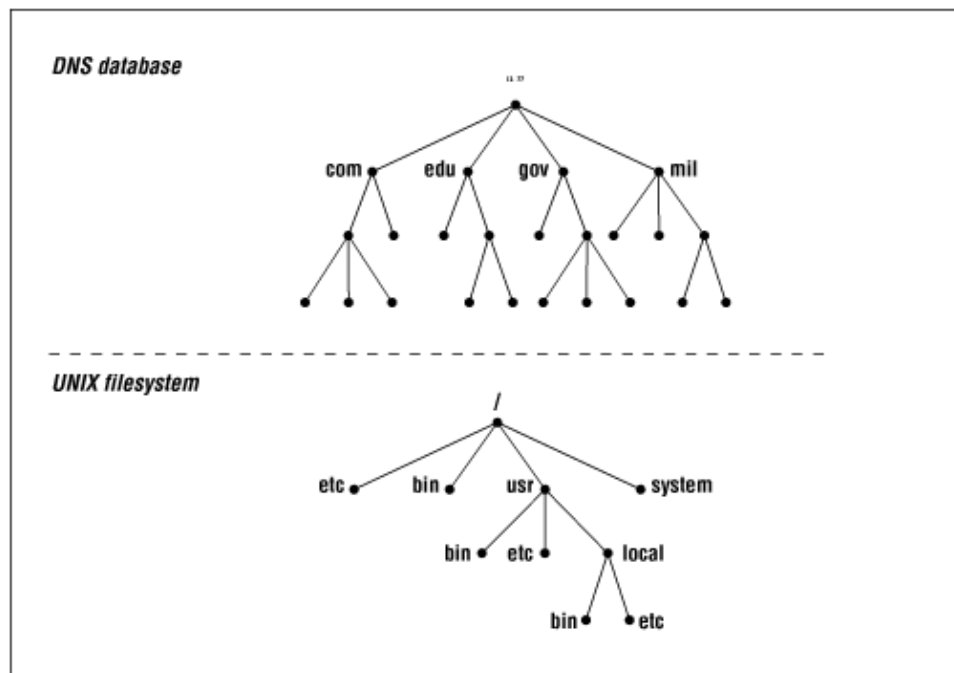 DNS database
" "
com edu gov mil
UNIX filesystem
/
etc bin usr system
bin etc local
bin etc